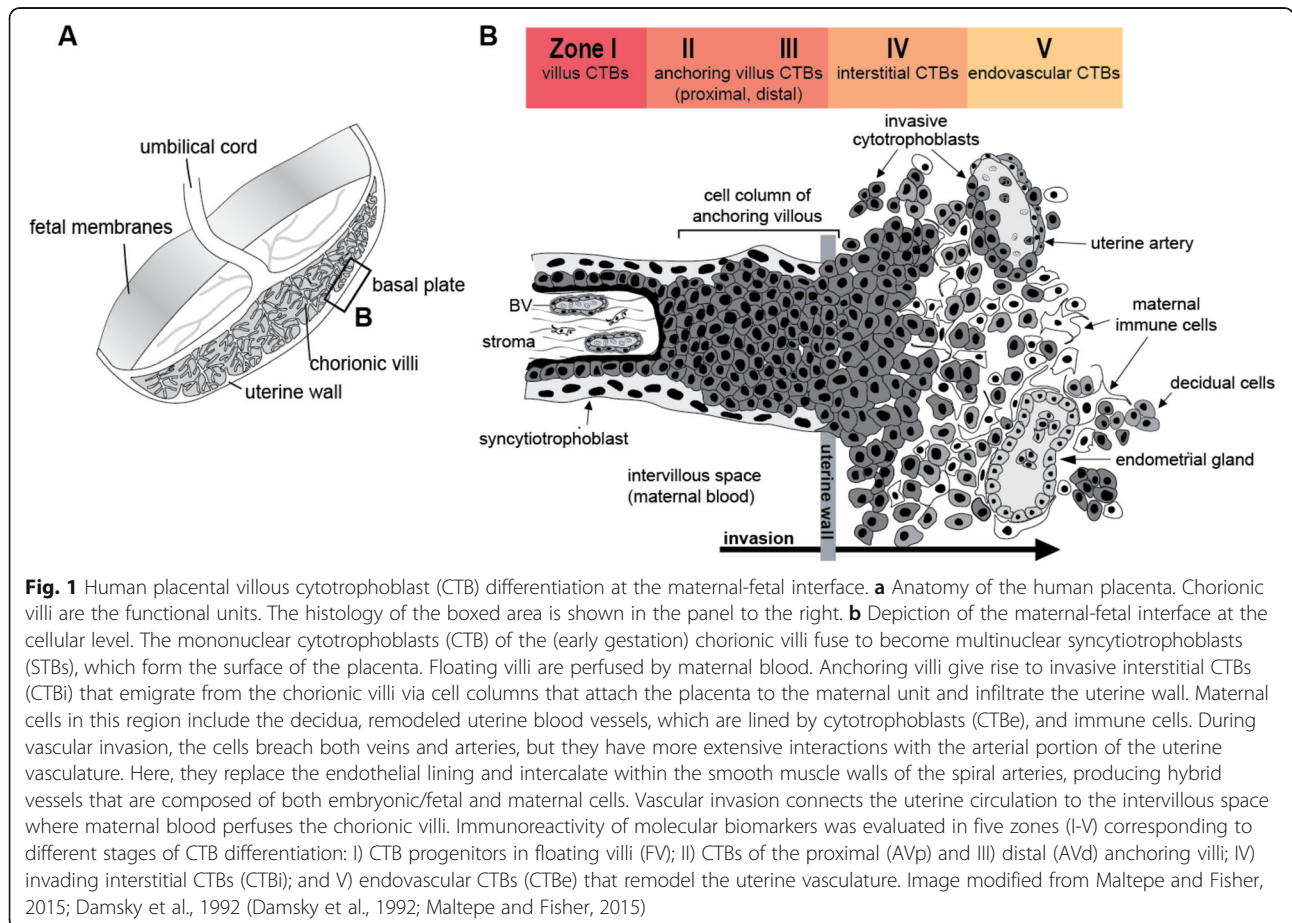 A
umbilical cord
fetal membranes
basal plate
B
chorionic villi
uterine wall
B
Zone I
villus CTBs
II III
anchoring villus CTBs
(proximal, distal)
IV
interstitial CTBs
V
endovascular CTBs
invasive
cytotrophoblasts
cell column of
anchoring villous
uterine artery
BV
stroma
maternal
immune cells
decidual cells
syncytiotrophoblast
endometrial gland
intervillous space
(maternal blood)
uterine wall
invasion
Fig. 1 Human placental villous cytotrophoblast (CTB) differentiation at the maternal-fetal interface. a Anatomy of the human placenta. Chorionic
villi are the functional units. The histology of the boxed area is shown in the panel to the right. b Depiction of the maternal-fetal interface at the
cellular level. The mononuclear cytotrophoblasts (CTB) of the (early gestation) chorionic villi fuse to become multinuclear syncytiotrophoblasts
(STBs), which form the surface of the placenta. Floating villi are perfused by maternal blood. Anchoring villi give rise to invasive interstitial CTBs
(CTBi) that emigrate from the chorionic villi via cell columns that attach the placenta to the maternal unit and infiltrate the uterine wall. Maternal
cells in this region include the decidua, remodeled uterine blood vessels, which are lined by cytotrophoblasts (CTBe), and immune cells. During
vascular invasion, the cells breach both veins and arteries, but they have more extensive interactions with the arterial portion of the uterine
vasculature. Here, they replace the endothelial lining and intercalate within the smooth muscle walls of the spiral arteries, producing hybrid
vessels that are composed of both embryonic/fetal and maternal cells. Vascular invasion connects the uterine circulation to the intervillous space
where maternal blood perfuses the chorionic villi. Immunoreactivity of molecular biomarkers was evaluated in five zones (I-V) corresponding to
different stages of CTB differentiation: I) CTB progenitors in floating villi (FV); II) CTBs of the proximal (AVp) and III) distal (AVd) anchoring villi; IV)
invading interstitial CTBs (CTBi); and V) endovascular CTBs (CTBe) that remodel the uterine vasculature. Image modified from Maltepe and Fisher,
2015; Damsky et al., 1992 (Damsky et al., 1992; Maltepe and Fisher, 2015)